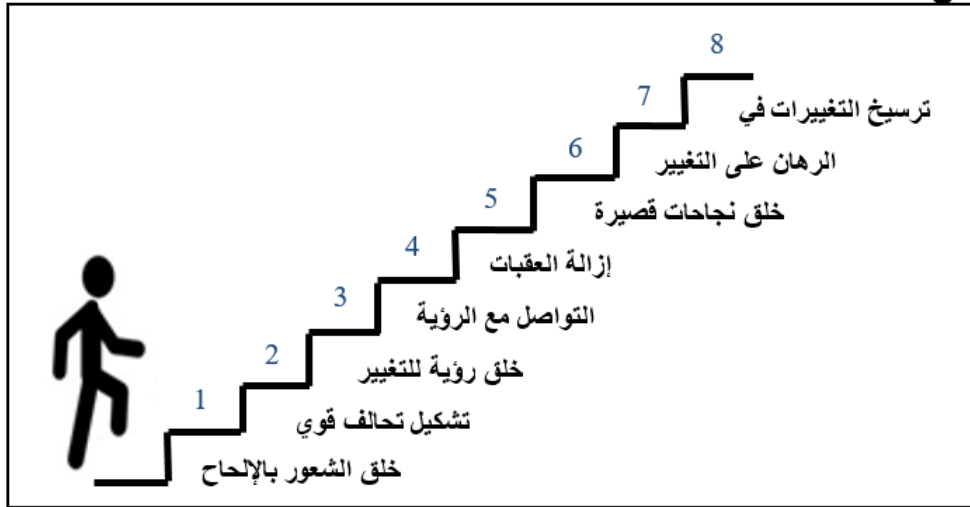 8
7
ترسيخ التغييرات في
6
الرهان على التغيير
5
خلق نجاحات قصيرة
4
إزالة العقبات
3
التواصل مع الرؤية
2
خلق رؤية للتغيير
1
تشكيل تحالف قوي
خلق الشعور بالإلحاح